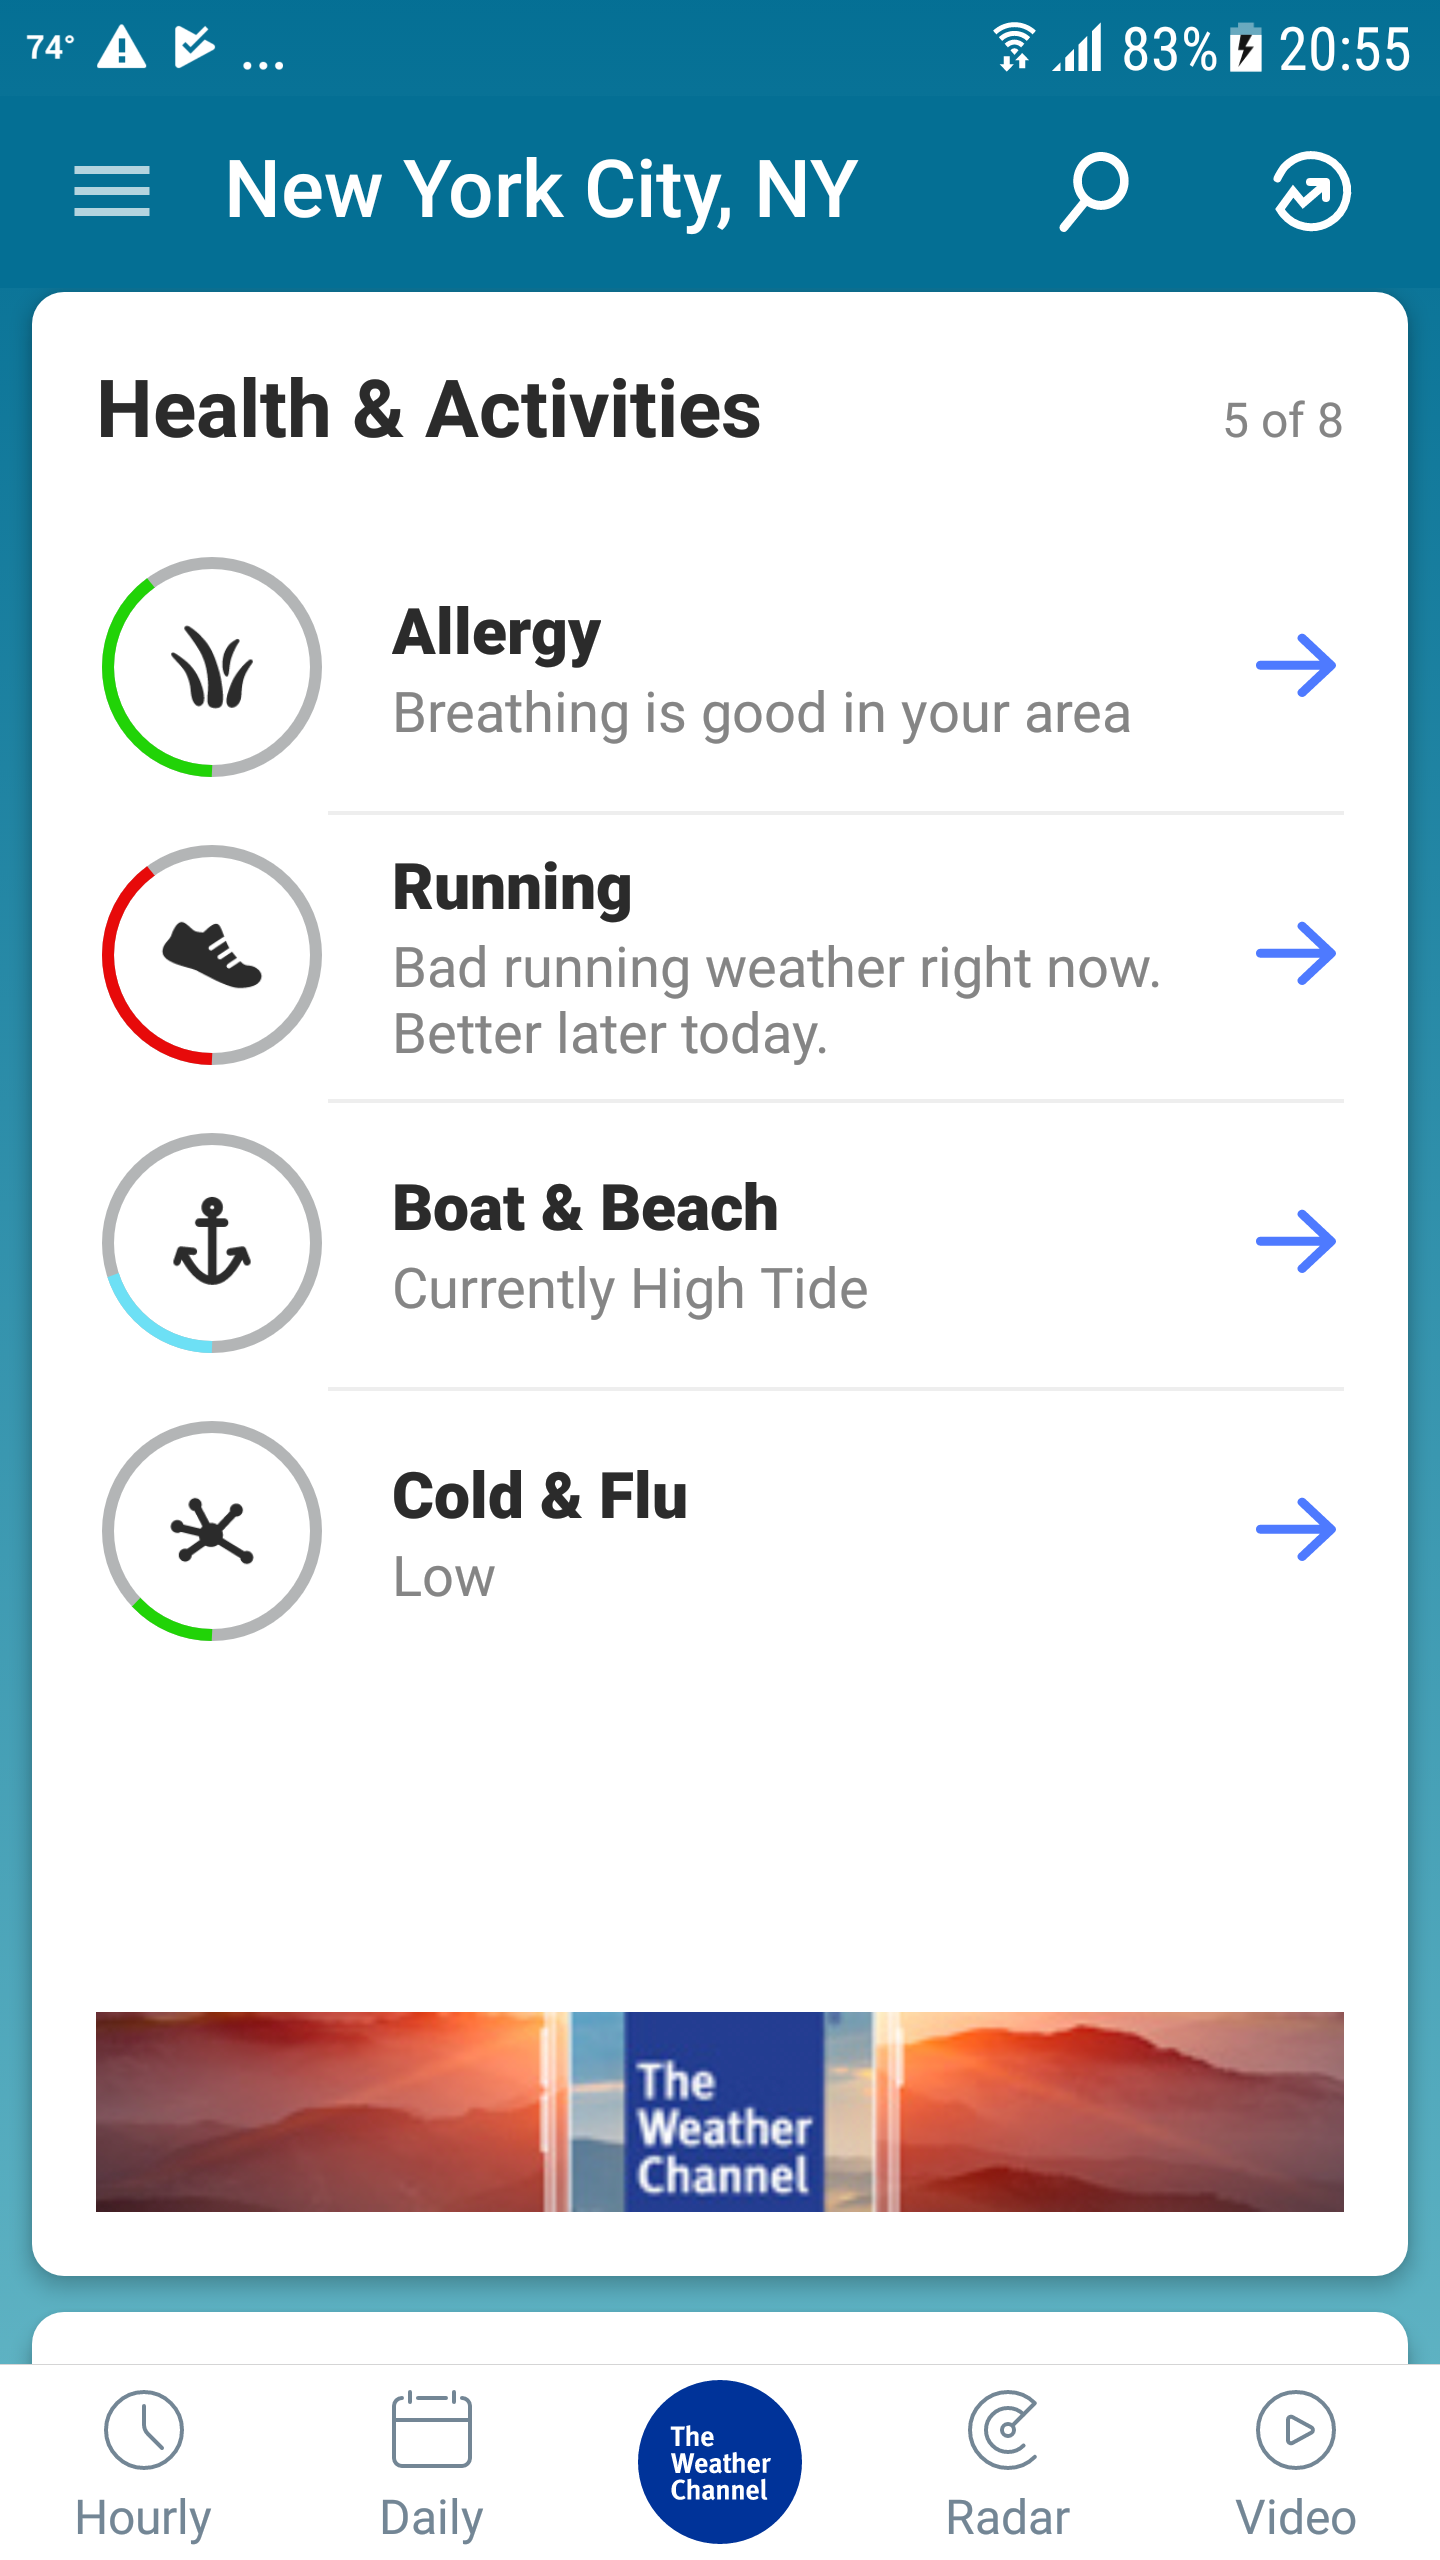 74° ... 83% 20:55
New York City, NY
Health & Activities
5 of 8
Allergy
Breathing is good in your area
Running
Bad running weather right now.
Better later today.
Boat & Beach
Currently High Tide
Cold & Flu
Low
The
Weather
Channel
Hourly
Daily
The
Weather
Channel
Radar
Video